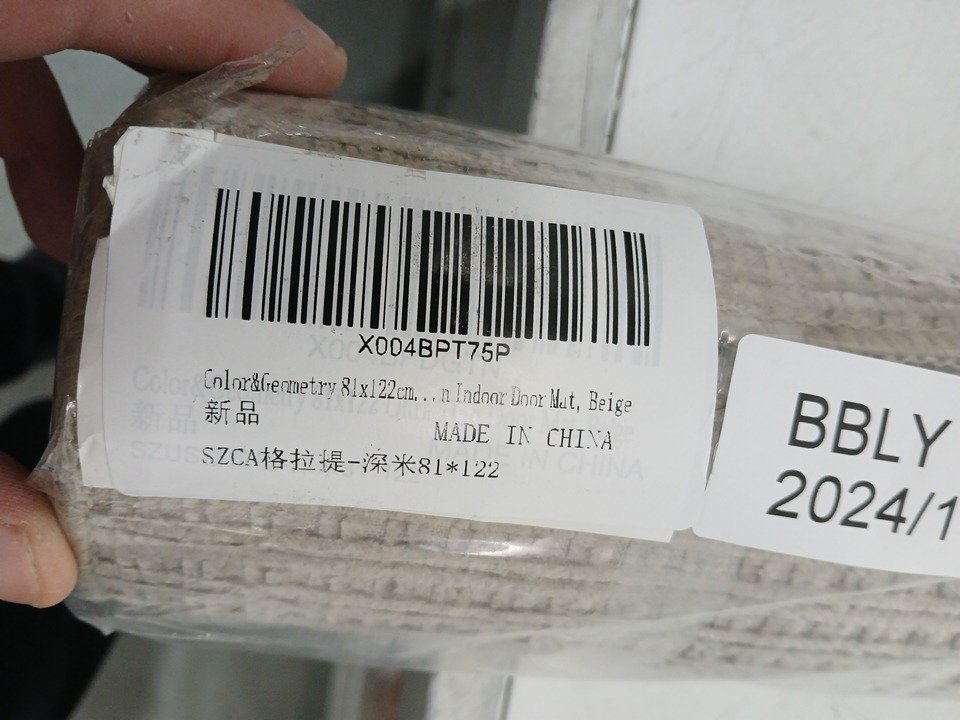 X004BPT75P
Color&Geometry 81x122cm...n Indoor Door Mat, Beige
新品
MADE IN CHINA
SZCA格拉提-深米81*122
BBLY
2024/1